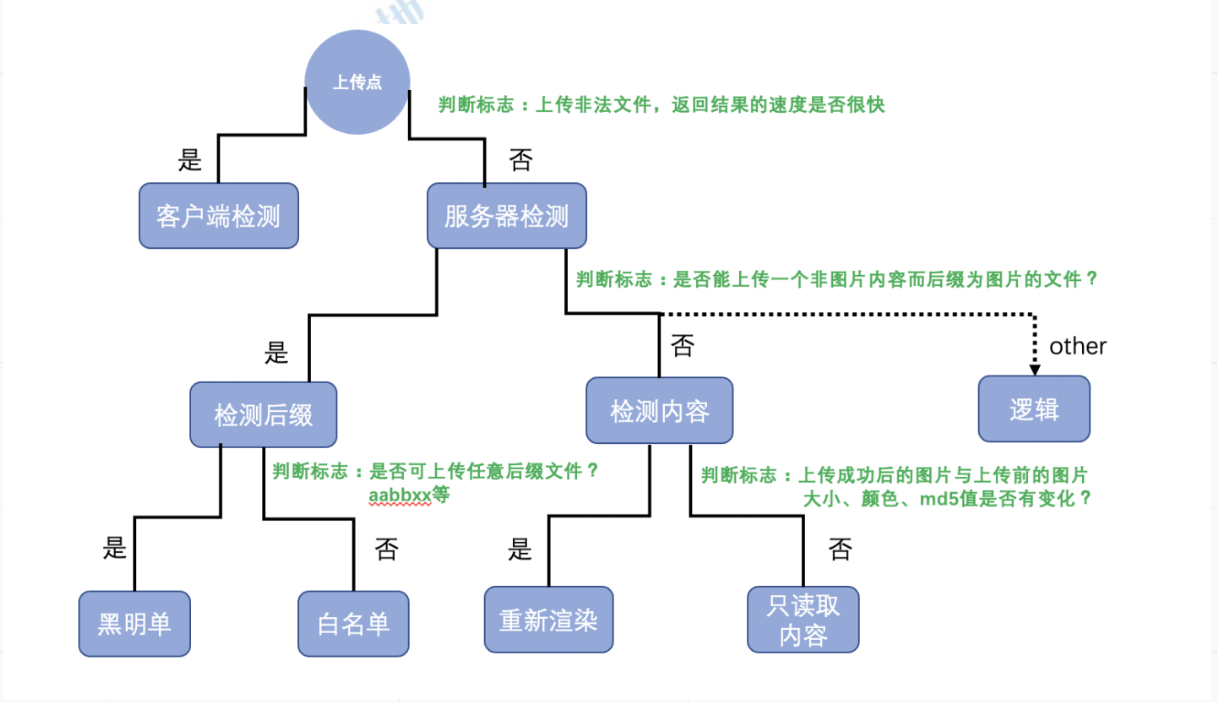 上传点
判断标志：上传非法文件，返回结果的速度是否很快
是
否
客户端检测
服务器检测
判断标志：是否能上传一个非图片内容而后缀为图片的文件？
是
否
other
检测后缀
检测内容
逻辑
判断标志：是否可上传任意后缀文件？
aabbxx等
判断标志：上传成功后的图片与上传前的图片
大小、颜色、md5值是否有变化？
是
否
是
否
黑明单
白名单
重新渲染
只读取
内容